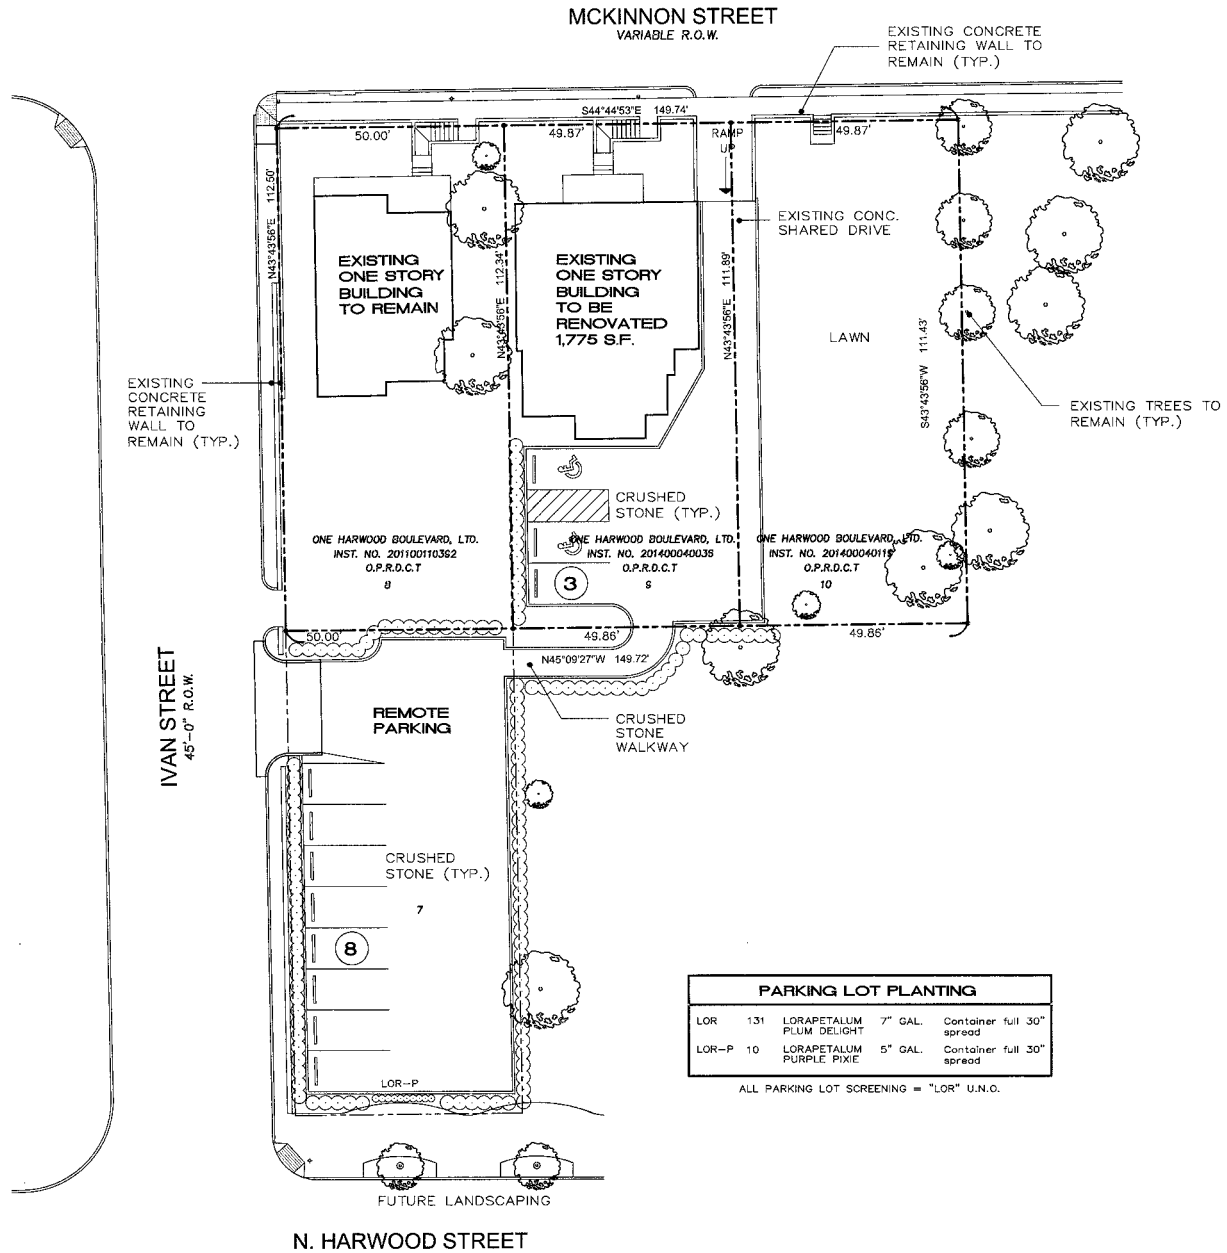 MCKINNON STREET
VARIABLE R.O.W.
EXISTING CONCRETE
RETAINING WALL TO
REMAIN (TYP.)
S44°44'53"E 149.74'
50.00'
49.87'
49.87'
RAMP
UP
N43°43'56"E 112.50'
N43°43'56"E 112.34'
N43°43'56"E 111.89'
S43°43'56"W 111.43'
EXISTING CONC.
SHARED DRIVE
EXISTING
ONE STORY
BUILDING
TO REMAIN
EXISTING
ONE STORY
BUILDING
TO BE
RENOVATED
1,775 S.F.
LAWN
EXISTING
CONCRETE
RETAINING
WALL TO
REMAIN (TYP.)
EXISTING TREES TO
REMAIN (TYP.)
CRUSHED
STONE (TYP.)
ONE HARWOOD BOULEVARD, LTD.
INST. NO. 201100110392
O.P.R.D.C.T
8
ONE HARWOOD BOULEVARD, LTD.
INST. NO. 201400040036
O.P.R.D.C.T
9
ONE HARWOOD BOULEVARD, LTD.
INST. NO. 201400040119
O.P.R.D.C.T
10
3
50.00'
49.86'
49.86'
N45°09'27"W 149.72'
IVAN STREET
45'-0" R.O.W.
REMOTE
PARKING
CRUSHED
STONE
WALKWAY
CRUSHED
STONE (TYP.)
7
8
LOR-P
PARKING LOT PLANTING
LOR 131 LORAPETALUM PLUM DELIGHT 7" GAL. Container full 30" spread
LOR-P 10 LORAPETALUM PURPLE PIXIE 5" GAL. Container full 30" spread
ALL PARKING LOT SCREENING = "LOR" U.N.O.
FUTURE LANDSCAPING
N. HARWOOD STREET